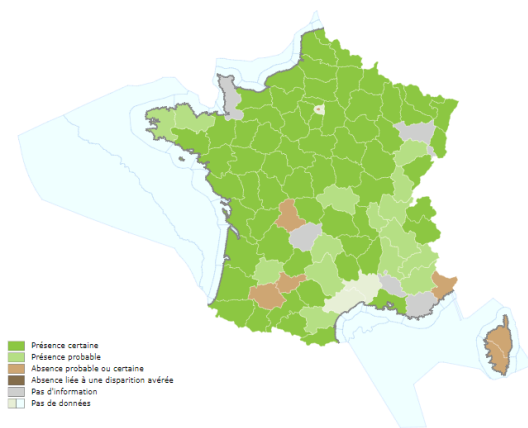 Présence certaine
Présence probable
Absence probable ou certaine
Absence liée à une disparition avérée
Pas d'information
Pas de données